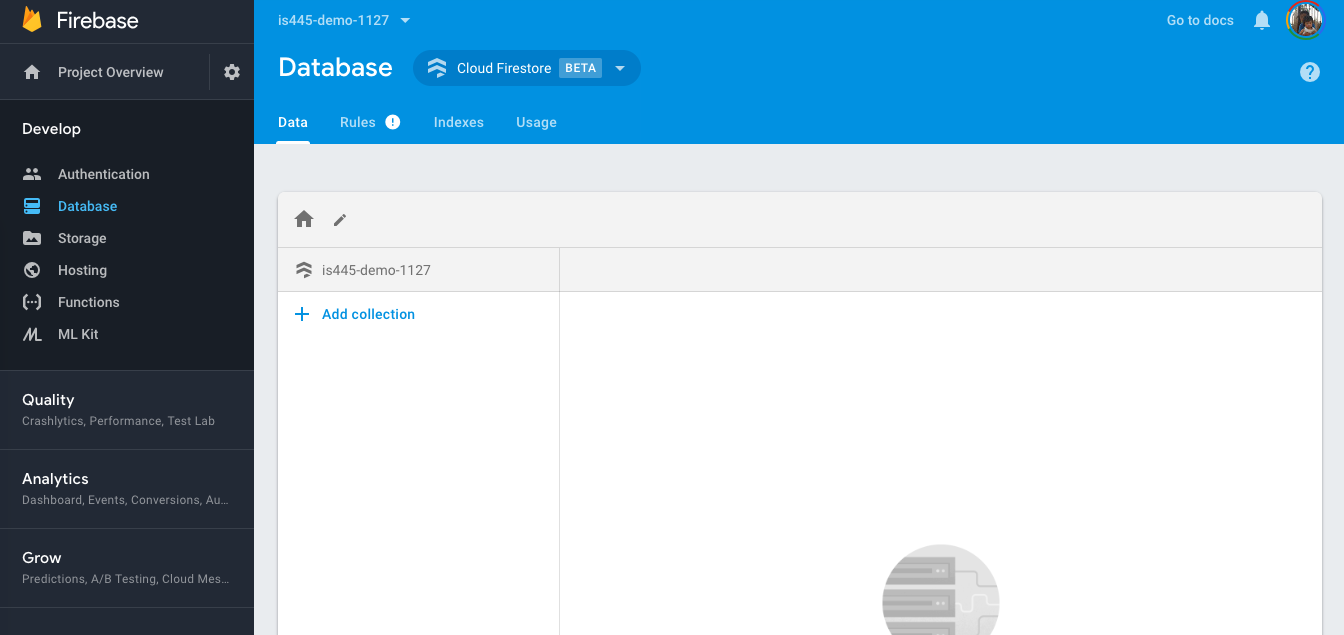 Firebase
Project Overview
Develop
Authentication
Database
Storage
Hosting
Functions
ML Kit
Quality
Crashlytics, Performance, Test Lab
Analytics
Dashboard, Events, Conversions, Au...
Grow
Predictions, A/B Testing, Cloud Mes...
is445-demo-1127
Go to docs
Database
Cloud Firestore BETA
Data Rules Indexes Usage
is445-demo-1127
Add collection